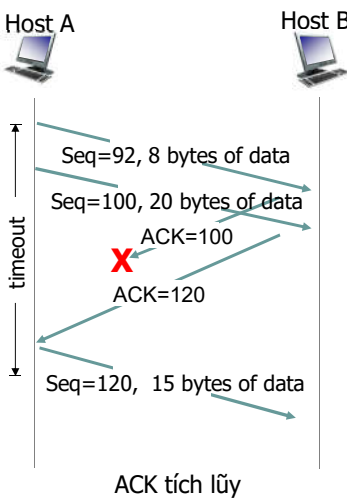 Host A
Host B
Seq=92, 8 bytes of data
Seq=100, 20 bytes of data
ACK=100
X
timeout
ACK=120
Seq=120, 15 bytes of data
ACK tích lũy